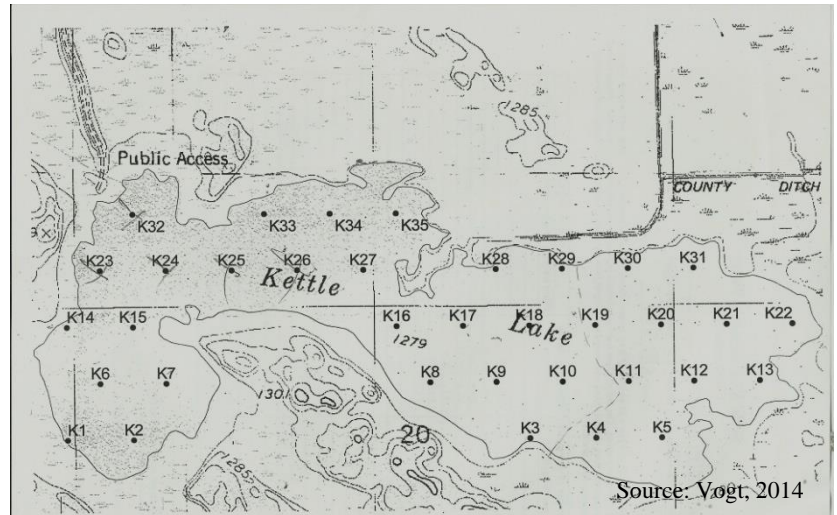 1285
Public Access
COUNTY DITCH
K32
K33
K34
K35
K23
K24
K25
K26
K27
K28
K29
K30
K31
Kettle
K14
K15
K16
K17
K18
K19
K20
K21
K22
Lake
1279
K6
K7
K8
K9
K10
K11
K12
K13
1301
K1
K2
20
K3
K4
K5
1285
Source: Vogt, 2014